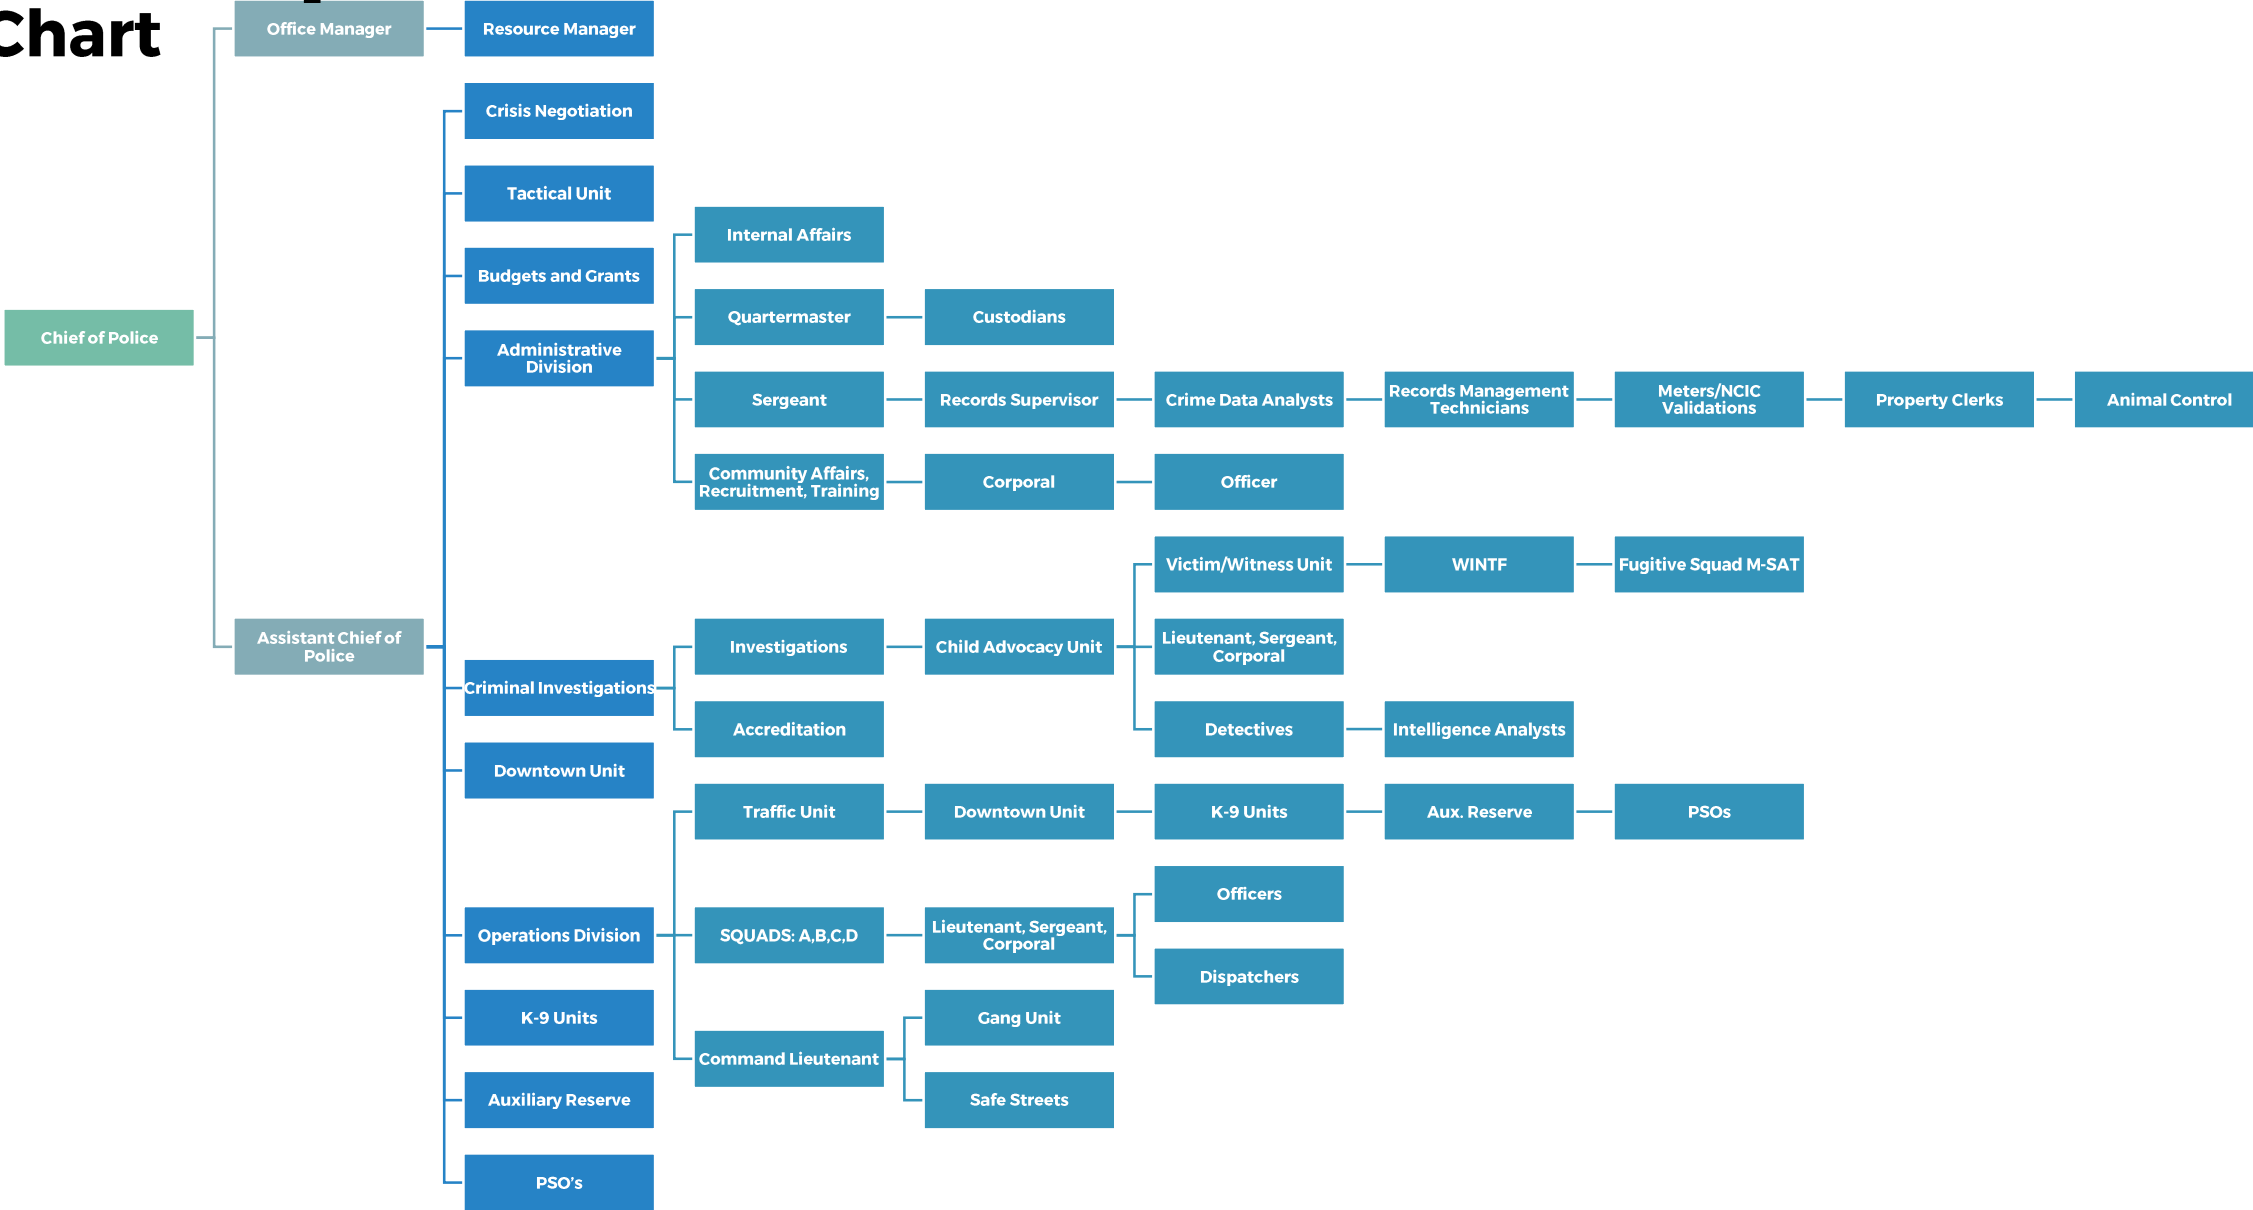 Chart
Office Manager
Resource Manager
Crisis Negotiation
Tactical Unit
Internal Affairs
Budgets and Grants
Quartermaster
Custodians
Chief of Police
Administrative
Division
Sergeant
Records Supervisor
Crime Data Analysts
Records Management
Technicians
Meters/NCIC
Validations
Property Clerks
Animal Control
Community Affairs,
Recruitment, Training
Corporal
Officer
Victim/Witness Unit
WINTF
Fugitive Squad M-SAT
Assistant Chief of
Police
Criminal Investigations
Investigations
Child Advocacy Unit
Lieutenant, Sergeant,
Corporal
Accreditation
Detectives
Intelligence Analysts
Downtown Unit
Traffic Unit
Downtown Unit
K-9 Units
Aux. Reserve
PSOs
Officers
Operations Division
SQUADS: A,B,C,D
Lieutenant, Sergeant,
Corporal
Dispatchers
K-9 Units
Gang Unit
Command Lieutenant
Auxiliary Reserve
Safe Streets
PSO’s